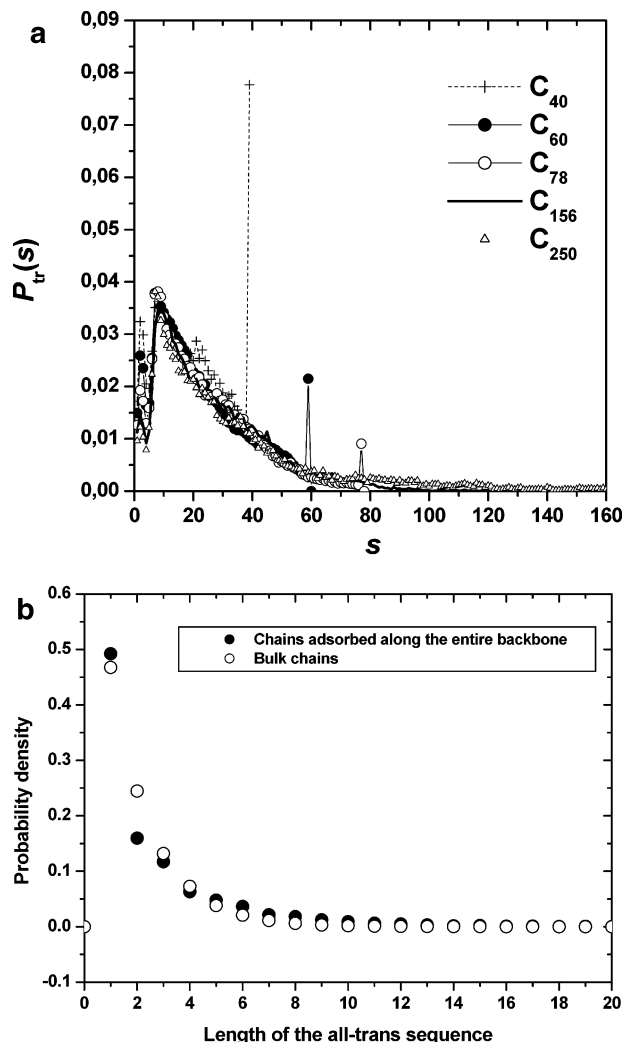 a
0,09
0,08
0,07
0,06
0,05
0,04
0,03
0,02
0,01
0,00
Ptr(s)
C40
C60
C78
C156
C250
0 20 40 60 80 100 120 140 160
s
b
0.6
0.5
0.4
0.3
0.2
0.1
0.0
-0.1
Probability density
Chains adsorbed along the entire backbone
Bulk chains
0 2 4 6 8 10 12 14 16 18 20
Length of the all-trans sequence